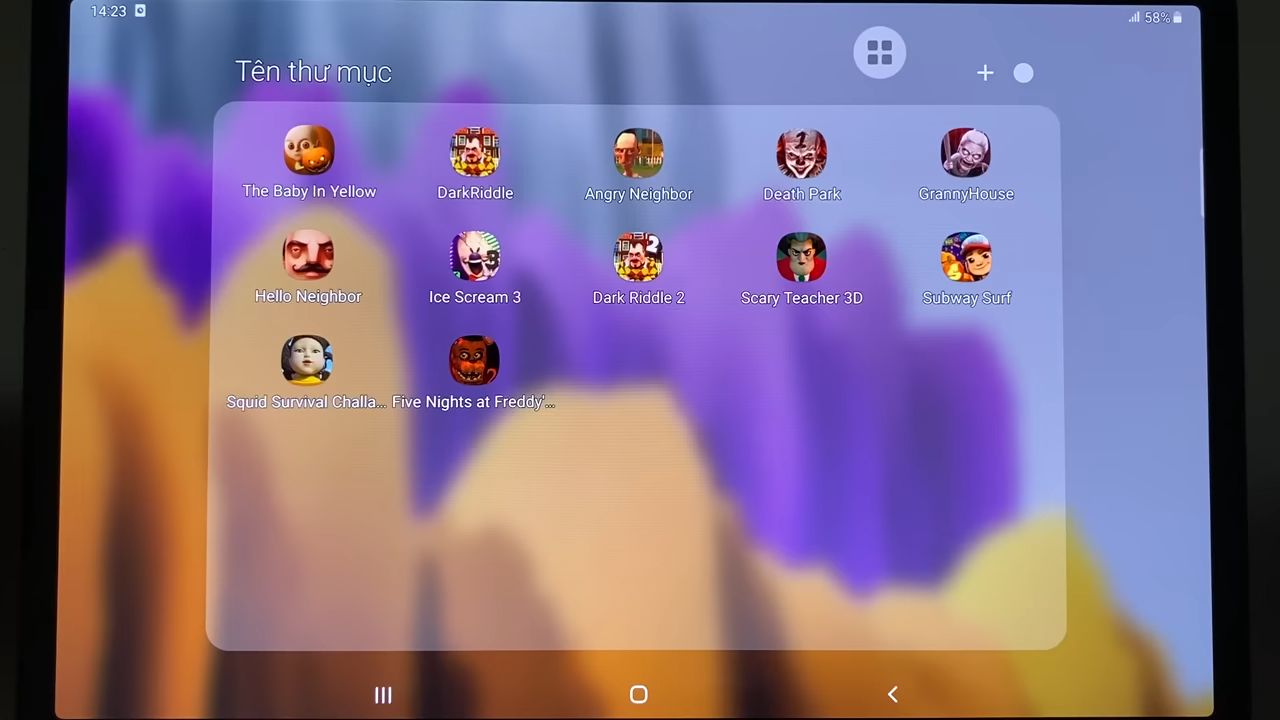 14:23
58%
Tên thư mục
The Baby In Yellow
DarkRiddle
Angry Neighbor
Death Park
GrannyHouse
Hello Neighbor
Ice Scream 3
Dark Riddle 2
Scary Teacher 3D
Subway Surf
Squid Survival Challa...
Five Nights at Freddy'...